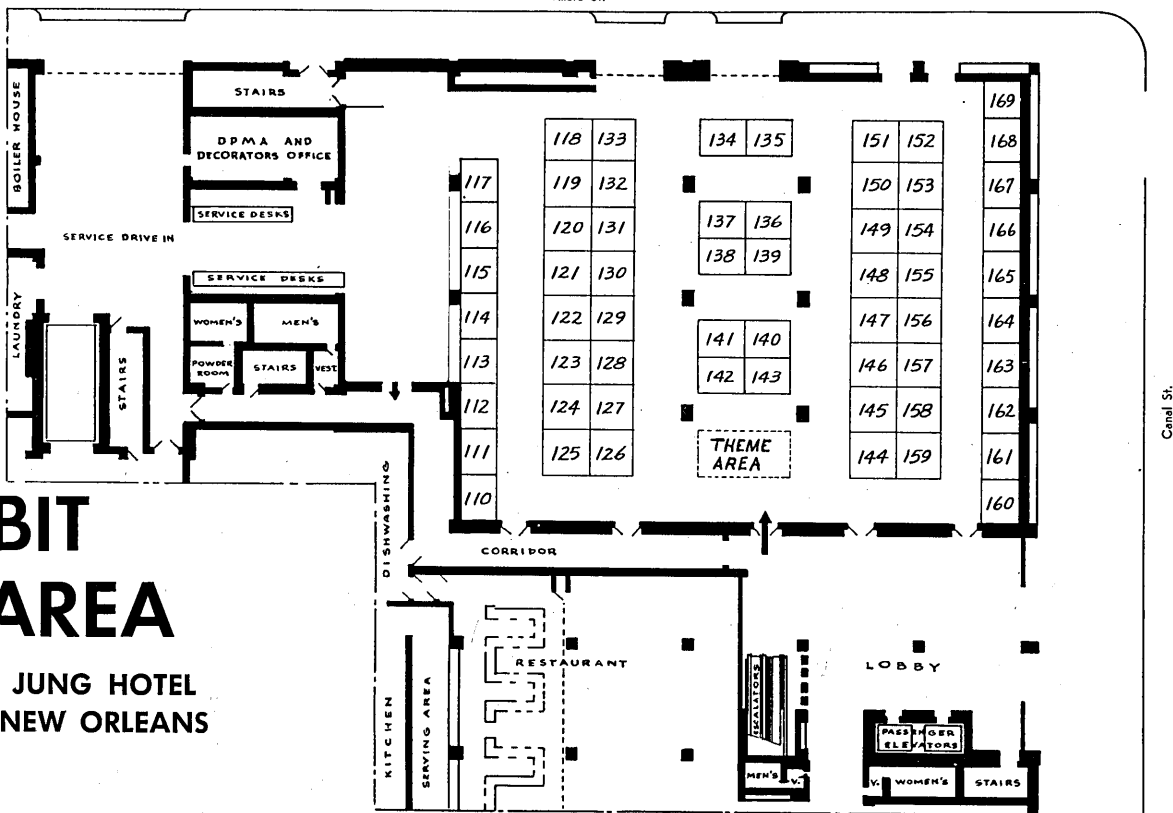 STAIRS
BOILER HOUSE
DPMA AND
DECORATORS OFFICE
SERVICE DESKS
SERVICE DRIVE IN
SERVICE DESKS
LAUNDRY
WOMEN'S
MEN'S
POWDER
ROOM
STAIRS
VEST.
STAIRS
117
116
115
114
113
112
111
110
118 133
119 132
120 131
121 130
122 129
123 128
124 127
125 126
134 135
137 136
138 139
141 140
142 143
THEME
AREA
151 152
150 153
149 154
148 155
147 156
146 157
145 158
144 159
169
168
167
166
165
164
163
162
161
160
Canal St.
DISHWASHING
CORRIDOR
BIT
AREA
JUNG HOTEL
NEW ORLEANS
KITCHEN
SERVING AREA
RESTAURANT
ESCALATORS
LOBBY
PASSENGER
ELEVATORS
MEN'S
V.
V.
WOMEN'S
STAIRS